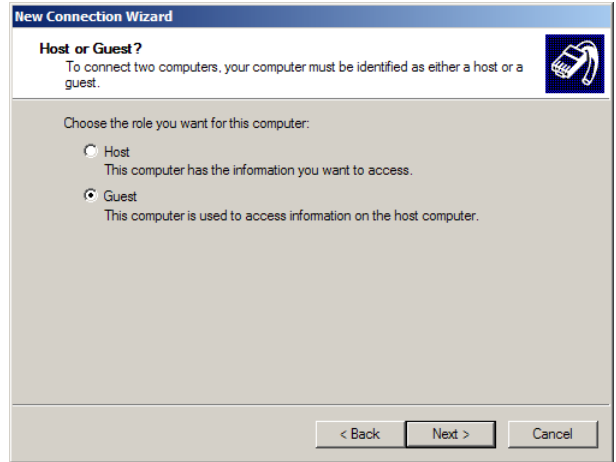 New Connection Wizard
Host or Guest?
To connect two computers, your computer must be identified as either a host or a
guest.
Choose the role you want for this computer:
Host
This computer has the information you want to access.
Guest
This computer is used to access information on the host computer.
< Back
Next >
Cancel